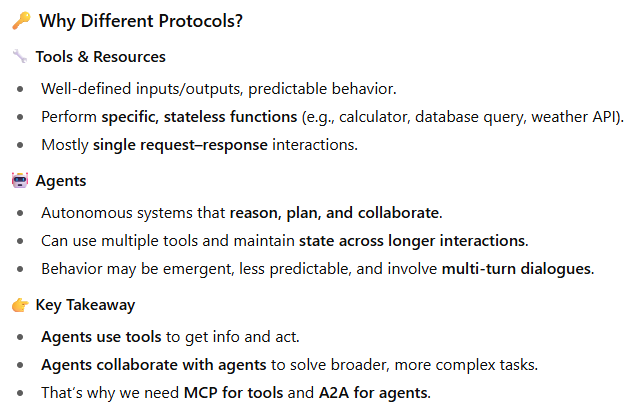 🔑 Why Different Protocols?
🔧 Tools & Resources
• Well-defined inputs/outputs, predictable behavior.
• Perform specific, stateless functions (e.g., calculator, database query, weather API).
• Mostly single request–response interactions.
🤖 Agents
• Autonomous systems that reason, plan, and collaborate.
• Can use multiple tools and maintain state across longer interactions.
• Behavior may be emergent, less predictable, and involve multi-turn dialogues.
👉 Key Takeaway
• Agents use tools to get info and act.
• Agents collaborate with agents to solve broader, more complex tasks.
• That’s why we need MCP for tools and A2A for agents.